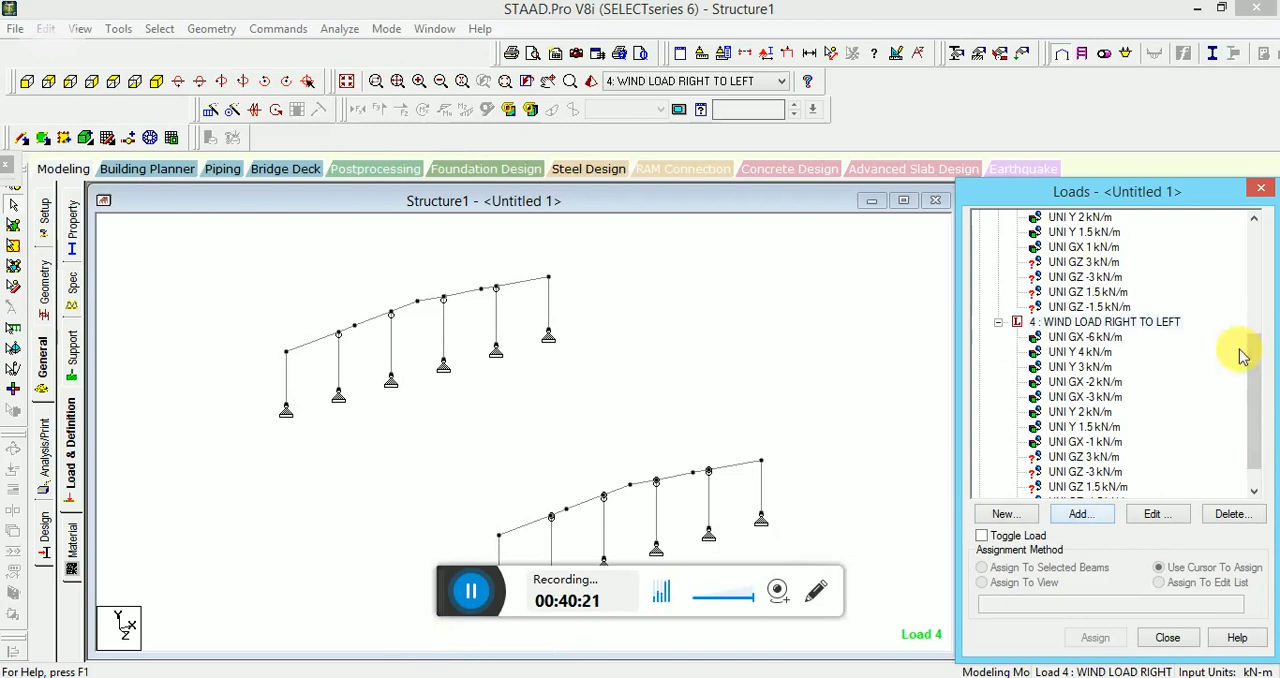 STAAD.Pro V8i (SELECTseries 6) - Structure1
File Edit View Tools Select Geometry Commands Analyze Mode Window Help
4: WIND LOAD RIGHT TO LEFT
Modeling Building Planner Piping Bridge Deck Postprocessing Foundation Design Steel Design RAM Connection Concrete Design Advanced Slab Design Earthquake
Structure1 - <Untitled 1>
Setup
Geometry
General
Analysis/Print
Design
Property
Spec
Support
Load & Definition
Material
Y
X
Z
Load 4
Recording...
00:40:21
Loads - <Untitled 1>
UNI Y 2 kN/m
UNI Y 1.5 kN/m
UNI GX 1 kN/m
UNI GZ 3 kN/m
UNI GZ -3 kN/m
UNI GZ 1.5 kN/m
UNI GZ -1.5 kN/m
4 : WIND LOAD RIGHT TO LEFT
UNI GX -6 kN/m
UNI Y 4 kN/m
UNI Y 3 kN/m
UNI GX -2 kN/m
UNI GX -3 kN/m
UNI Y 2 kN/m
UNI Y 1.5 kN/m
UNI GX -1 kN/m
UNI GZ 3 kN/m
UNI GZ -3 kN/m
UNI GZ 1.5 kN/m
New... Add... Edit ... Delete...
Toggle Load
Assignment Method
Assign To Selected Beams Use Cursor To Assign
Assign To View Assign To Edit List
Assign Close Help
For Help, press F1
Modeling Mo Load 4 : WIND LOAD RIGHT Input Units: kN-m